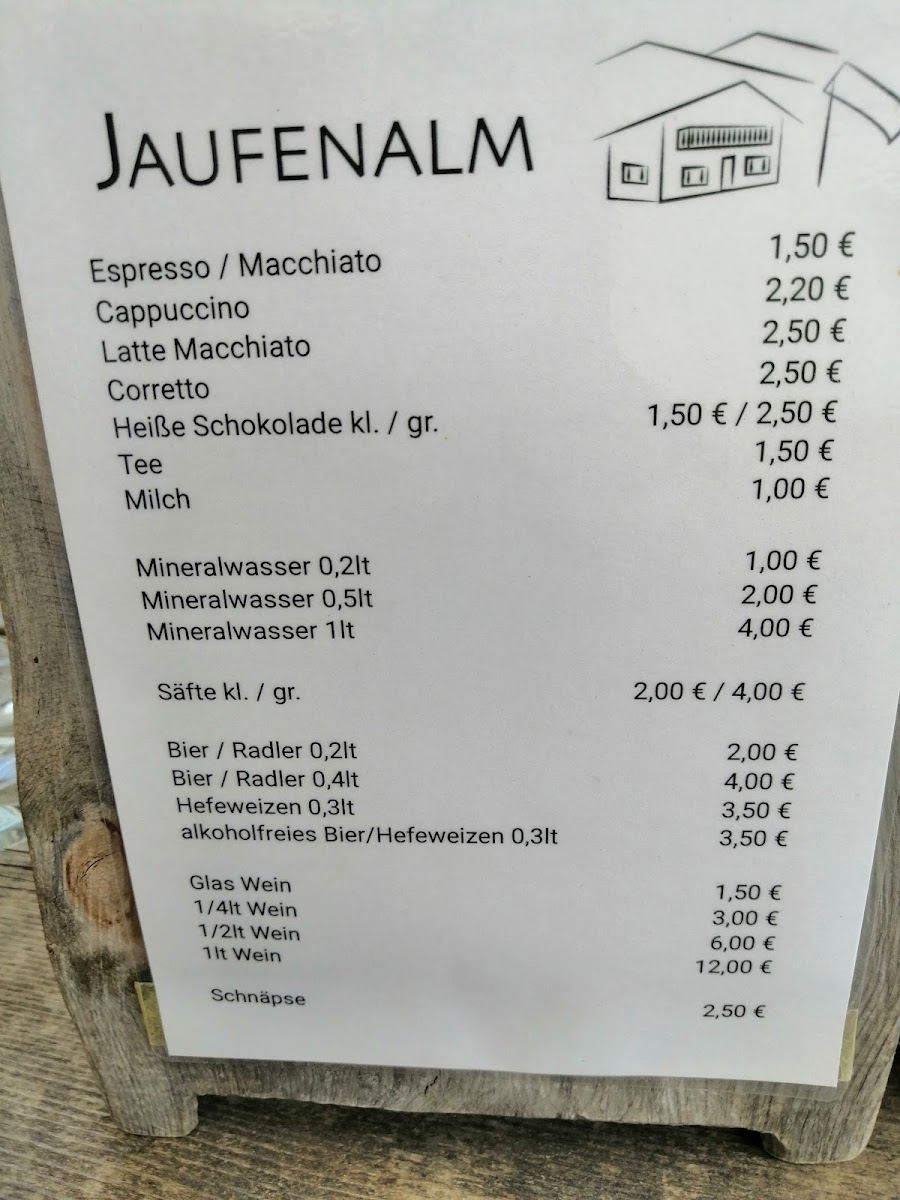 JAUFENALM
Espresso / Macchiato 1,50 €
Cappuccino 2,20 €
Latte Macchiato 2,50 €
Corretto 2,50 €
Heiße Schokolade kl. / gr. 1,50 € / 2,50 €
Tee 1,50 €
Milch 1,00 €
Mineralwasser 0,2lt 1,00 €
Mineralwasser 0,5lt 2,00 €
Mineralwasser 1lt 4,00 €
Säfte kl. / gr. 2,00 € / 4,00 €
Bier / Radler 0,2lt 2,00 €
Bier / Radler 0,4lt 4,00 €
Hefeweizen 0,3lt 3,50 €
alkoholfreies Bier/Hefeweizen 0,3lt 3,50 €
Glas Wein 1,50 €
1/4lt Wein 3,00 €
1/2lt Wein 6,00 €
1lt Wein 12,00 €
Schnäpse 2,50 €